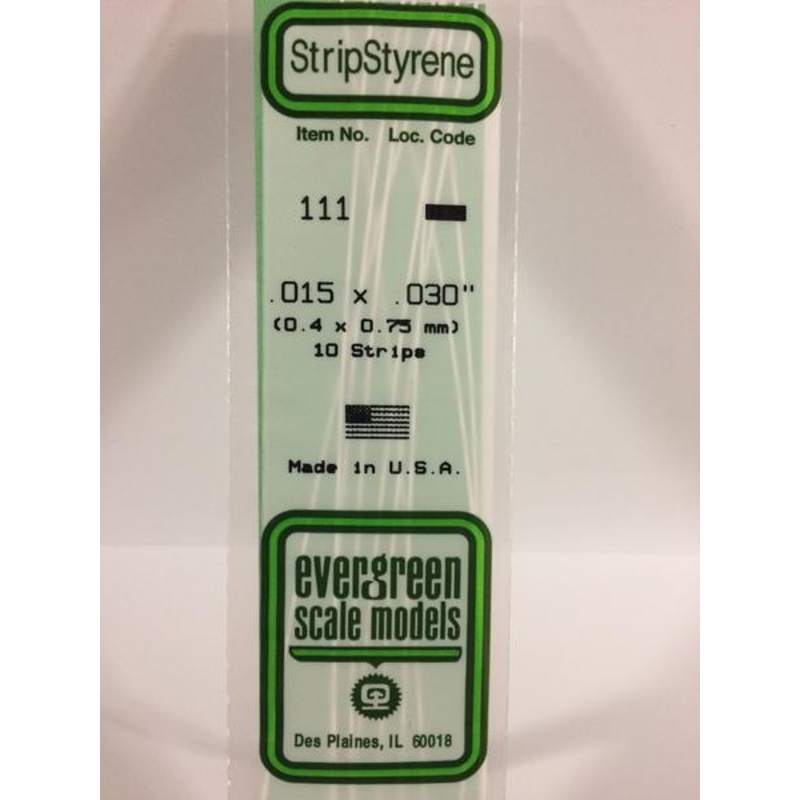 StripStyrene
Item No. Loc. Code
111
.015 x .030"
(0.4 x 0.75 mm)
10 Strips
Made in U.S.A.
evergreen
scale models
Des Plaines, IL 60018